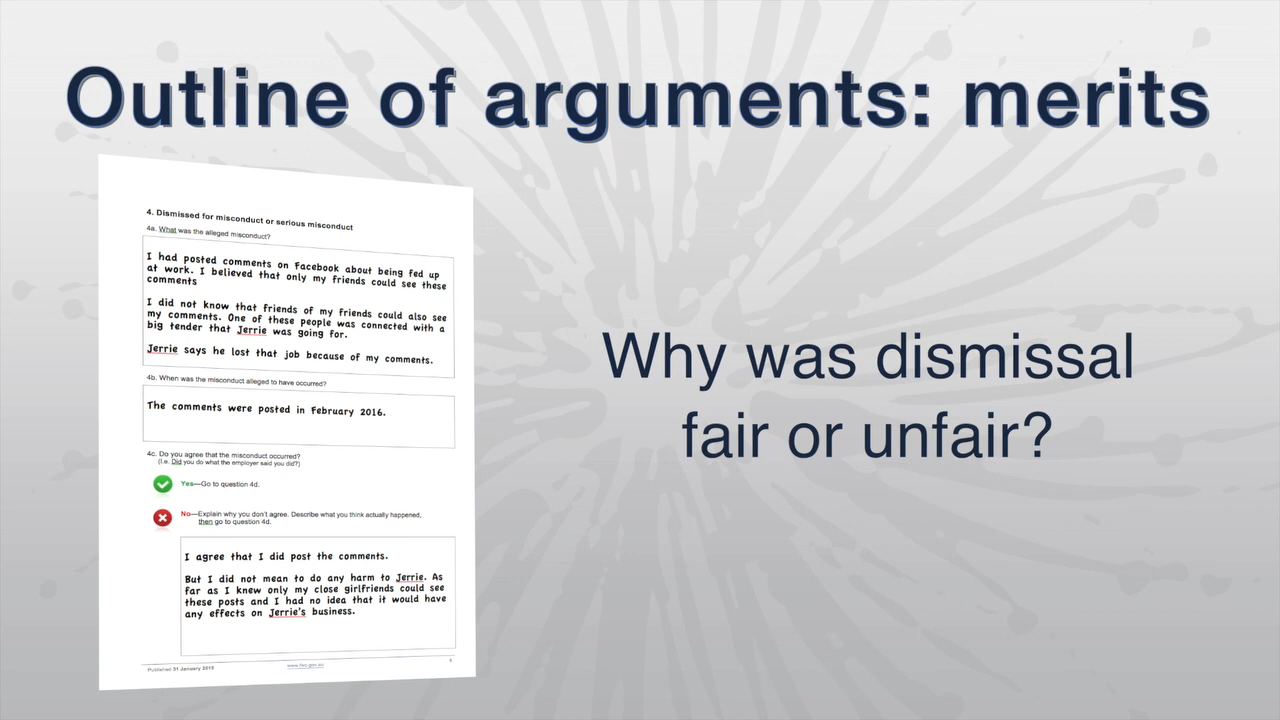 Outline of arguments: merits
4. Dismissed for misconduct or serious misconduct
4a. What was the alleged misconduct?
I had posted comments on Facebook about being fed up
at work. I believed that only my friends could see these
comments
I did not know that friends of my friends could also see
my comments. One of these people was connected with a
big tender that Jerrie was going for.
Jerrie says he lost that job because of my comments.
4b. When was the misconduct alleged to have occurred?
The comments were posted in February 2016.
4c. Do you agree that the misconduct occurred?
(i.e. Did you do what the employer said you did?)
Yes—Go to question 4d.
No—Explain why you don't agree. Describe what you think actually happened,
then go to question 4d.
I agree that I did post the comments.
But I did not mean to do any harm to Jerrie. As
far as I knew only my close girlfriends could see
these posts and I had no idea that it would have
any effects on Jerrie's business.
Published 31 January 2015
www.fwc.gov.au
Why was dismissal
fair or unfair?